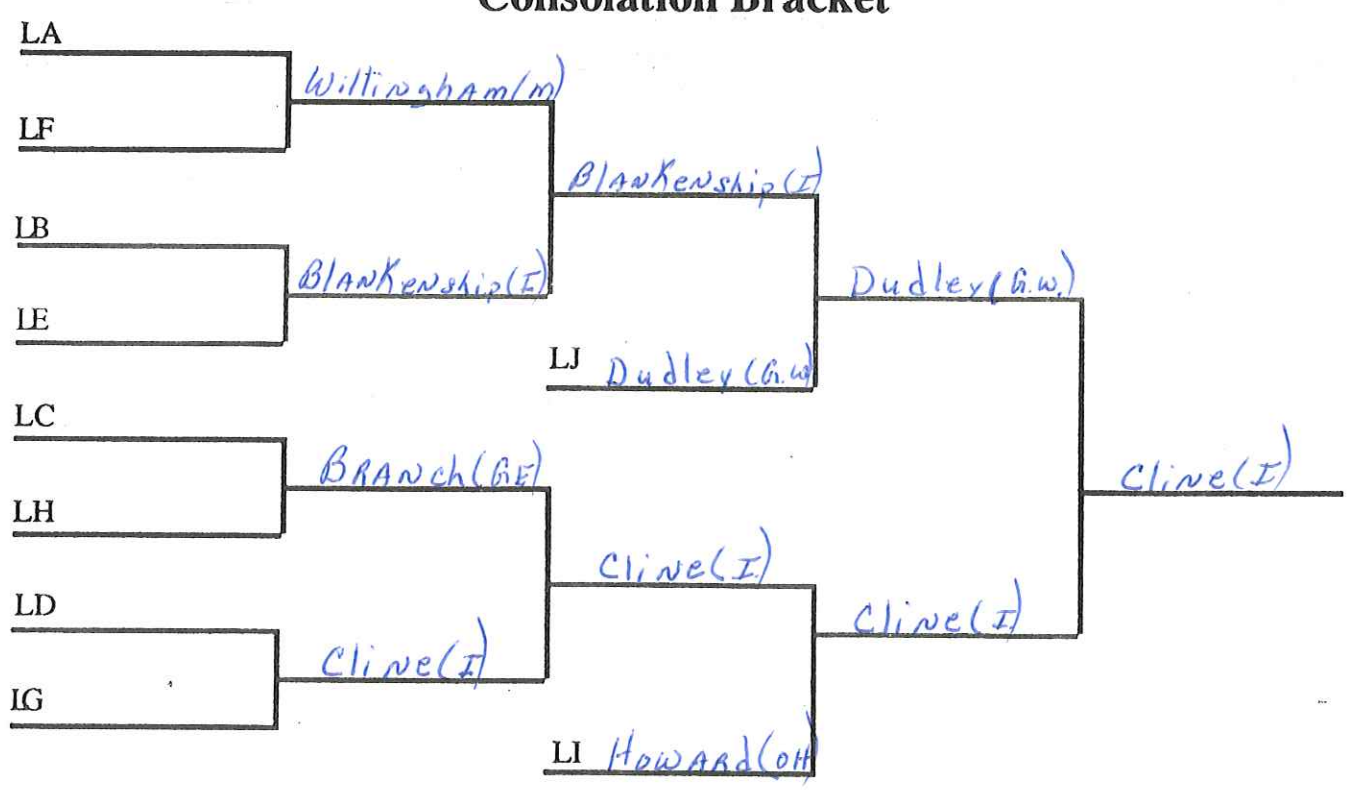 Consolation Bracket
LA
Willingham(M)
LF
Blankenship(I)
LB
Blankenship(I)
Dudley(G.W.)
LE
LJ Dudley(G.W)
LC
Branch(GE)
Cline(I)
LH
Cline(I)
LD
Cline(I)
Cline(I)
LG
LI Howard(OH)